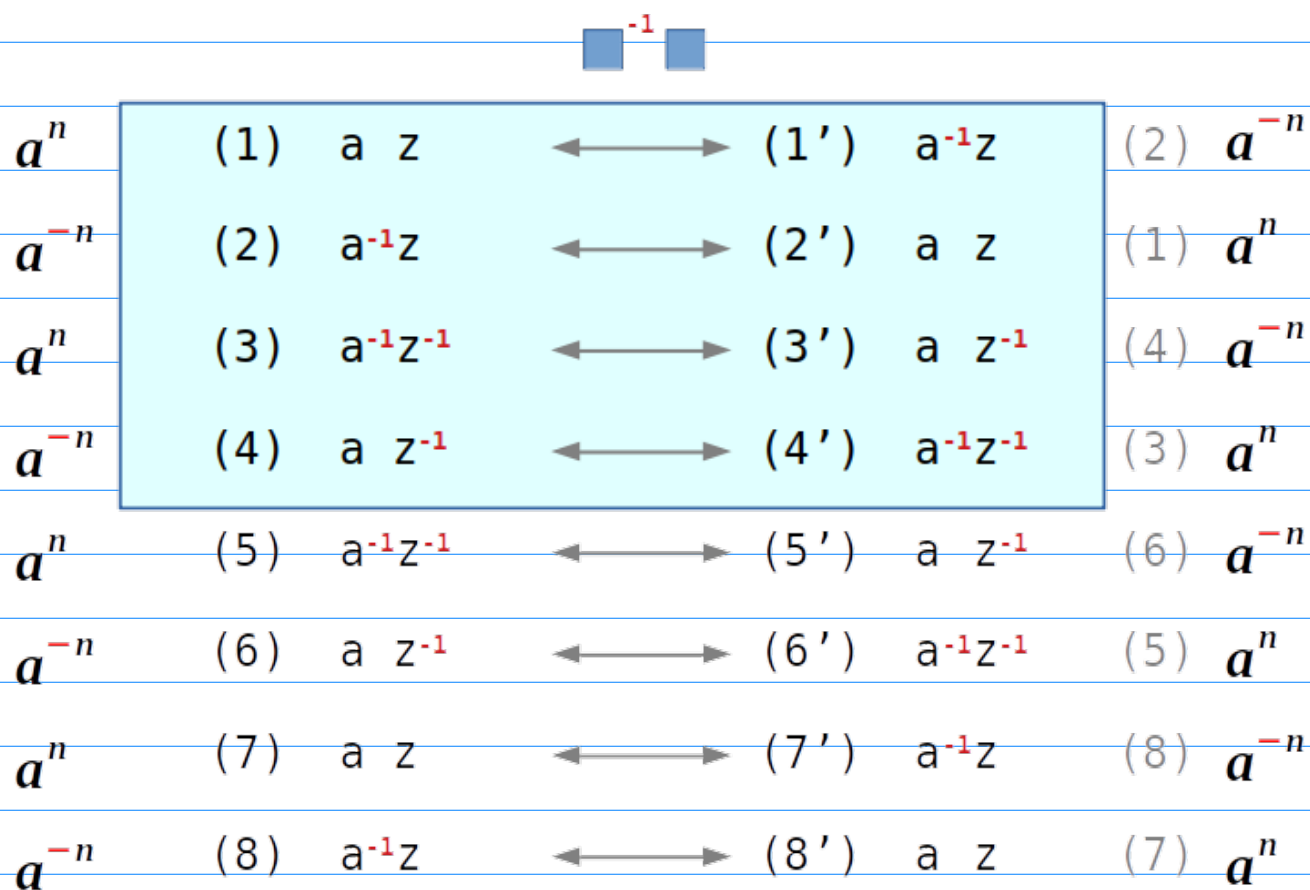 -1
aⁿ (1) a z (1’) a⁻¹z (2) a⁻ⁿ
a⁻ⁿ (2) a⁻¹z (2’) a z (1) aⁿ
aⁿ (3) a⁻¹z⁻¹ (3’) a z⁻¹ (4) a⁻ⁿ
a⁻ⁿ (4) a z⁻¹ (4’) a⁻¹z⁻¹ (3) aⁿ
aⁿ (5) a⁻¹z⁻¹ (5’) a z⁻¹ (6) a⁻ⁿ
a⁻ⁿ (6) a z⁻¹ (6’) a⁻¹z⁻¹ (5) aⁿ
aⁿ (7) a z (7’) a⁻¹z (8) a⁻ⁿ
a⁻ⁿ (8) a⁻¹z (8’) a z (7) aⁿ